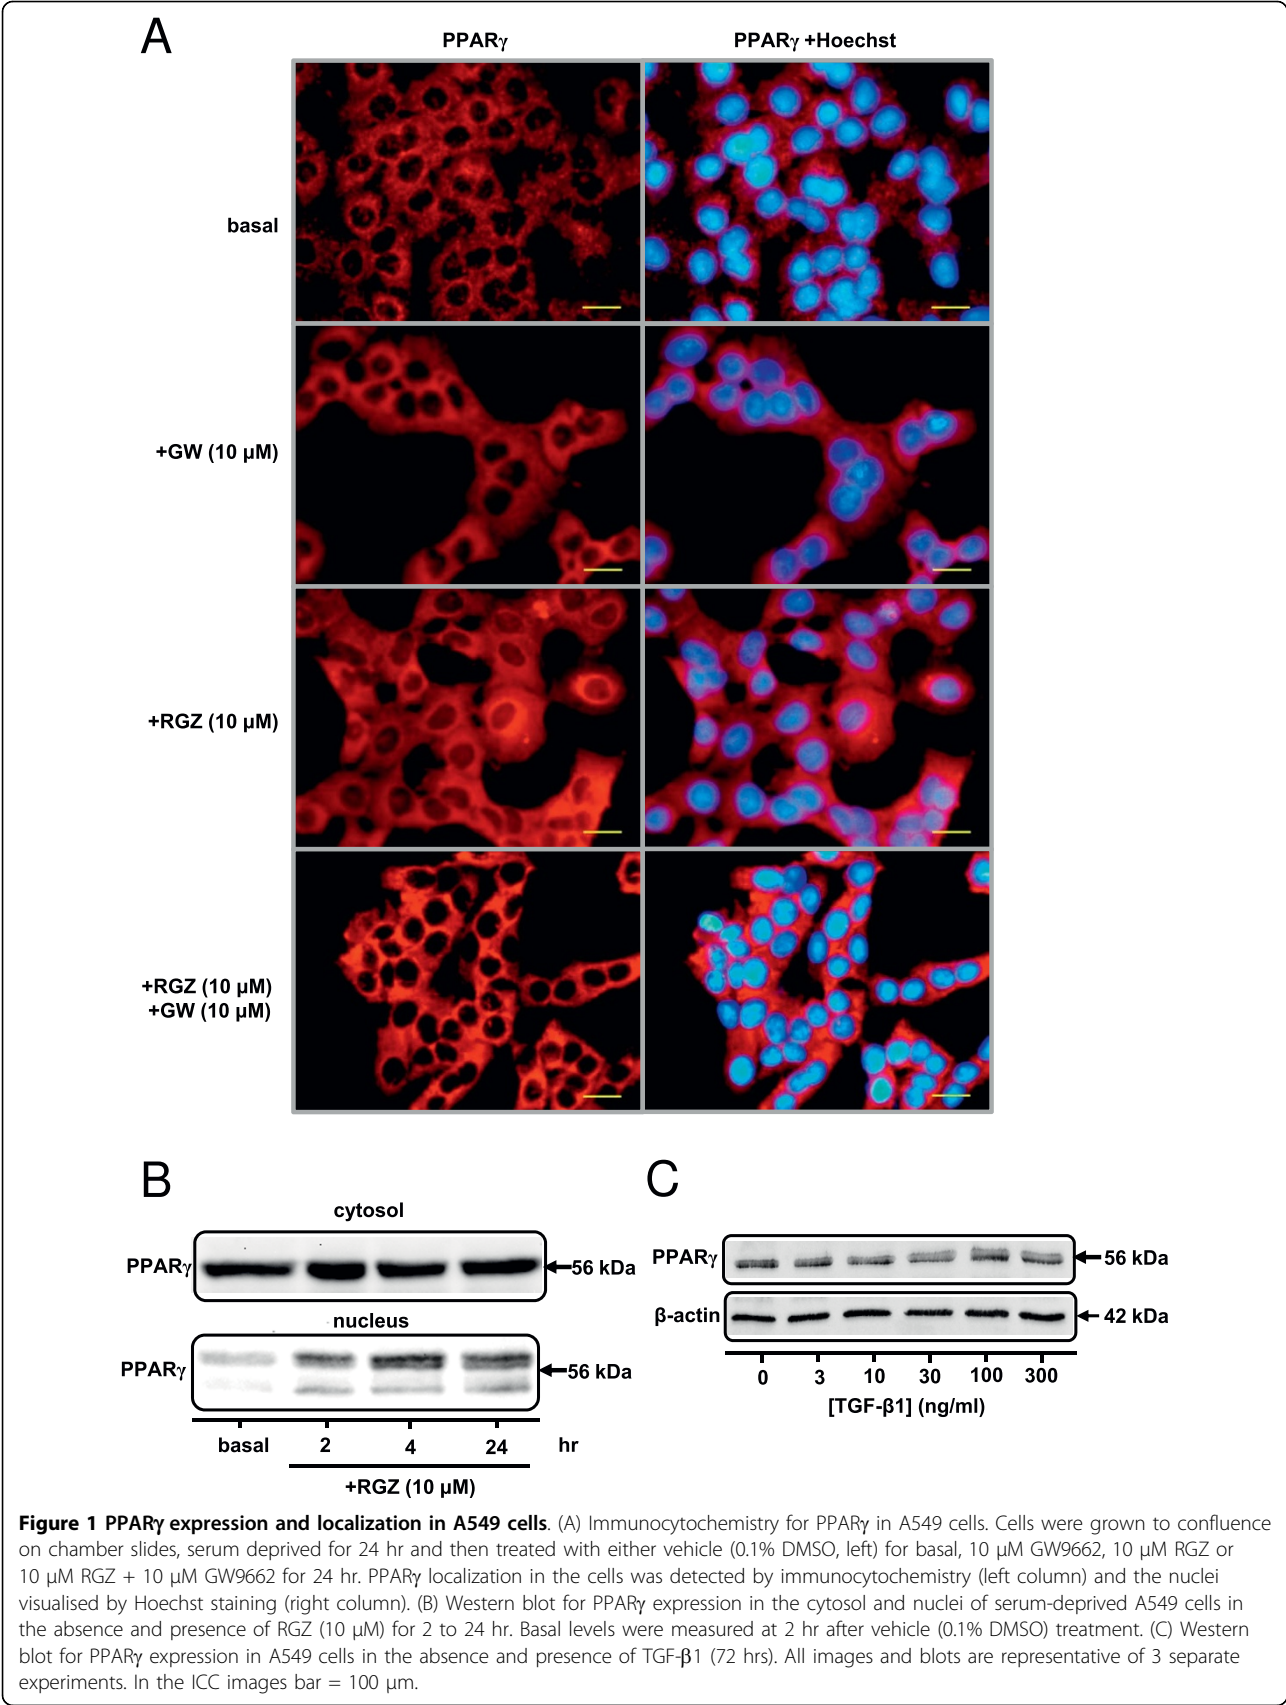 A
PPARγ
PPARγ +Hoechst
basal
+GW (10 µM)
+RGZ (10 µM)
+RGZ (10 µM)
+GW (10 µM)
B
cytosol
PPARγ
56 kDa
nucleus
PPARγ
56 kDa
basal 2 4 24 hr
+RGZ (10 µM)
C
PPARγ
56 kDa
β-actin
42 kDa
0 3 10 30 100 300
[TGF-β1] (ng/ml)
Figure 1 PPARγ expression and localization in A549 cells. (A) Immunocytochemistry for PPARγ in A549 cells. Cells were grown to confluence
on chamber slides, serum deprived for 24 hr and then treated with either vehicle (0.1% DMSO, left) for basal, 10 µM GW9662, 10 µM RGZ or
10 µM RGZ + 10 µM GW9662 for 24 hr. PPARγ localization in the cells was detected by immunocytochemistry (left column) and the nuclei
visualised by Hoechst staining (right column). (B) Western blot for PPARγ expression in the cytosol and nuclei of serum-deprived A549 cells in
the absence and presence of RGZ (10 µM) for 2 to 24 hr. Basal levels were measured at 2 hr after vehicle (0.1% DMSO) treatment. (C) Western
blot for PPARγ expression in A549 cells in the absence and presence of TGF-β1 (72 hrs). All images and blots are representative of 3 separate
experiments. In the ICC images bar = 100 µm.